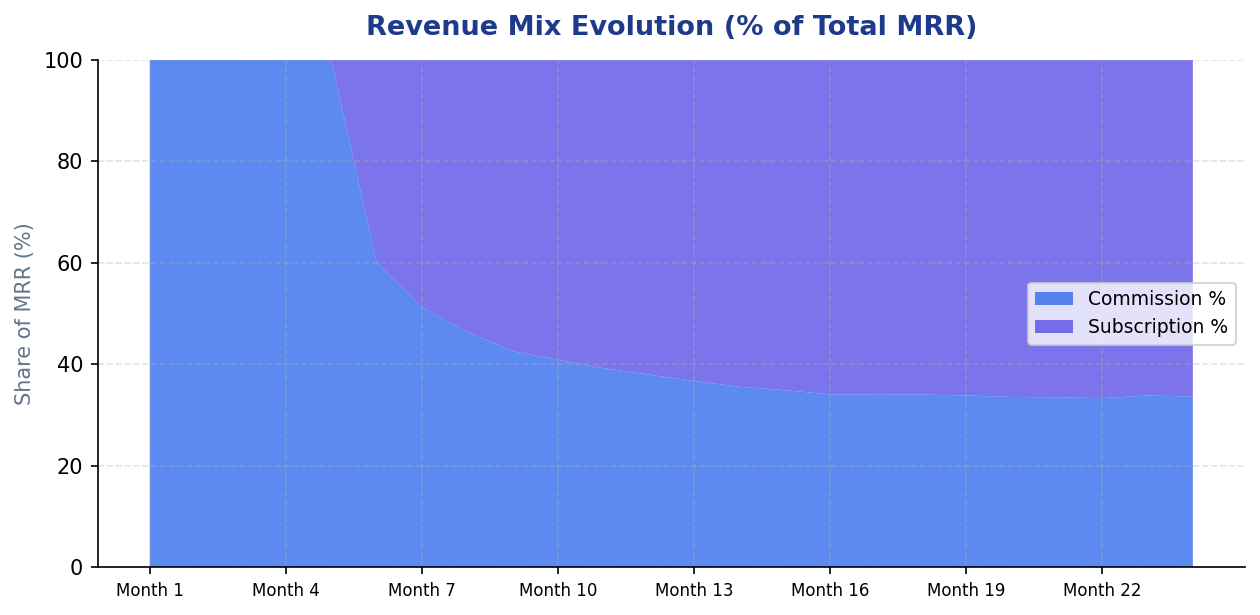 Revenue Mix Evolution (% of Total MRR)
Share of MRR (%)
100
80
60
40
20
0
Commission %
Subscription %
Month 1 Month 4 Month 7 Month 10 Month 13 Month 16 Month 19 Month 22